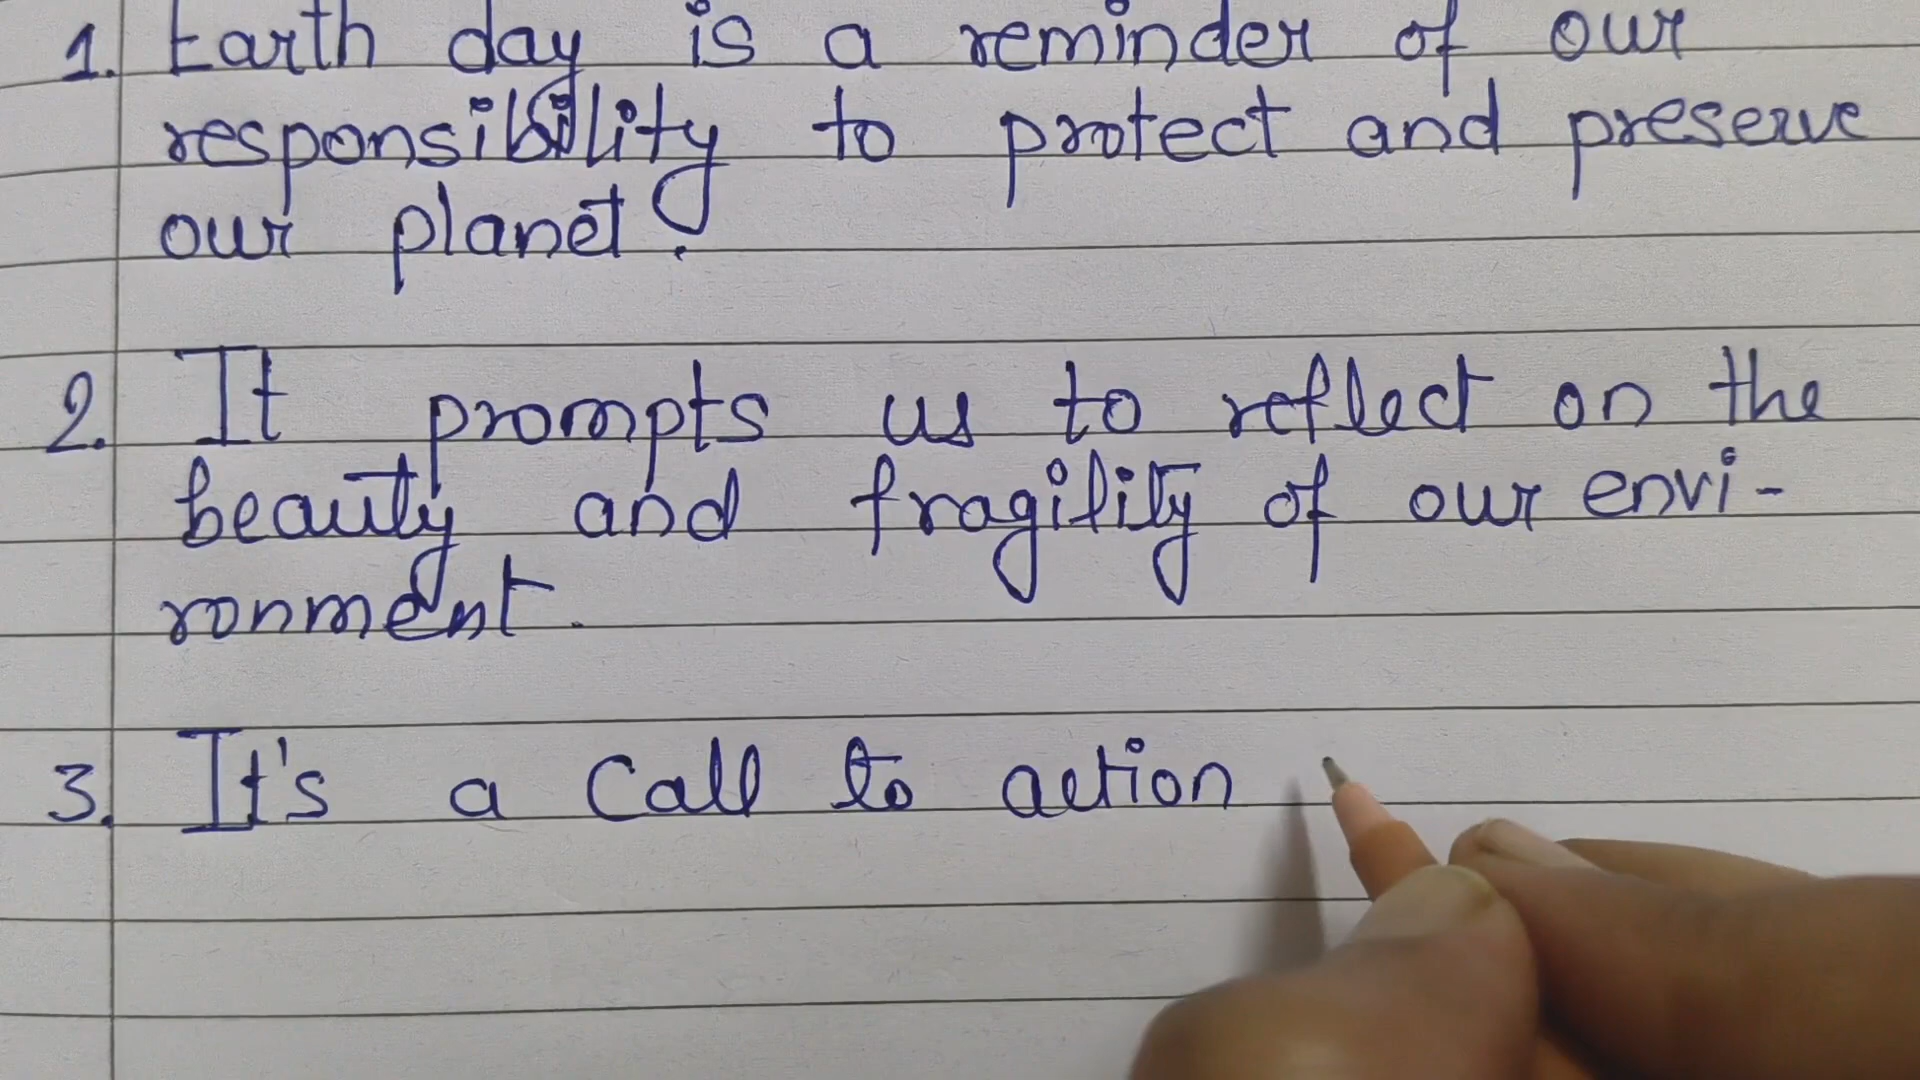 1. Earth day is a reminder of our
responsibility to protect and preserve
our planet.
2. It prompts us to reflect on the
beauty and fragility of our envi-
ronment.
3. It's a Call to action